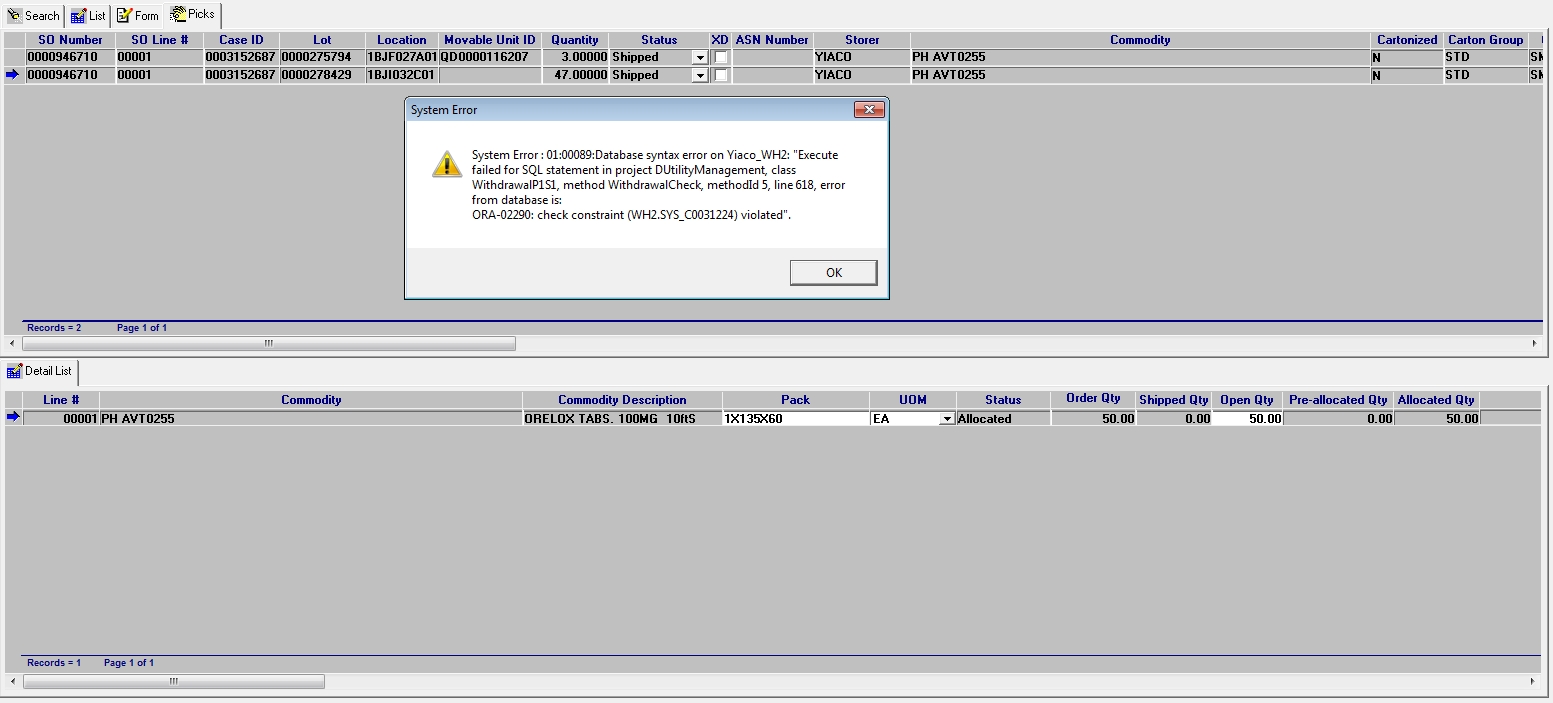 Search List Form Picks
SO Number SO Line # Case ID Lot Location Movable Unit ID Quantity Status XD ASN Number Storer Commodity Cartonized Carton Group
0000946710 00001 0003152687 0000275794 1BJF027A01 QD0000116207 3.00000 Shipped YIACO PH AVT0255 N STD
0000946710 00001 0003152687 0000278429 1BJI032C01 47.00000 Shipped YIACO PH AVT0255 N STD
System Error
System Error : 01:00089:Database syntax error on Yiaco_WH2: "Execute
failed for SQL statement in project DUtilityManagement, class
WithdrawalP1S1, method WithdrawalCheck, methodId 5, line 618, error
from database is:
ORA-02290: check constraint (WH2.SYS_C0031224) violated".
OK
Records = 2 Page 1 of 1
Detail List
Line # Commodity Commodity Description Pack UOM Status Order Qty Shipped Qty Open Qty Pre-allocated Qty Allocated Qty
00001 PH AVT0255 ORELOX TABS. 100MG 10ftS 1X135X60 EA Allocated 50.00 0.00 50.00 0.00 50.00
Records = 1 Page 1 of 1